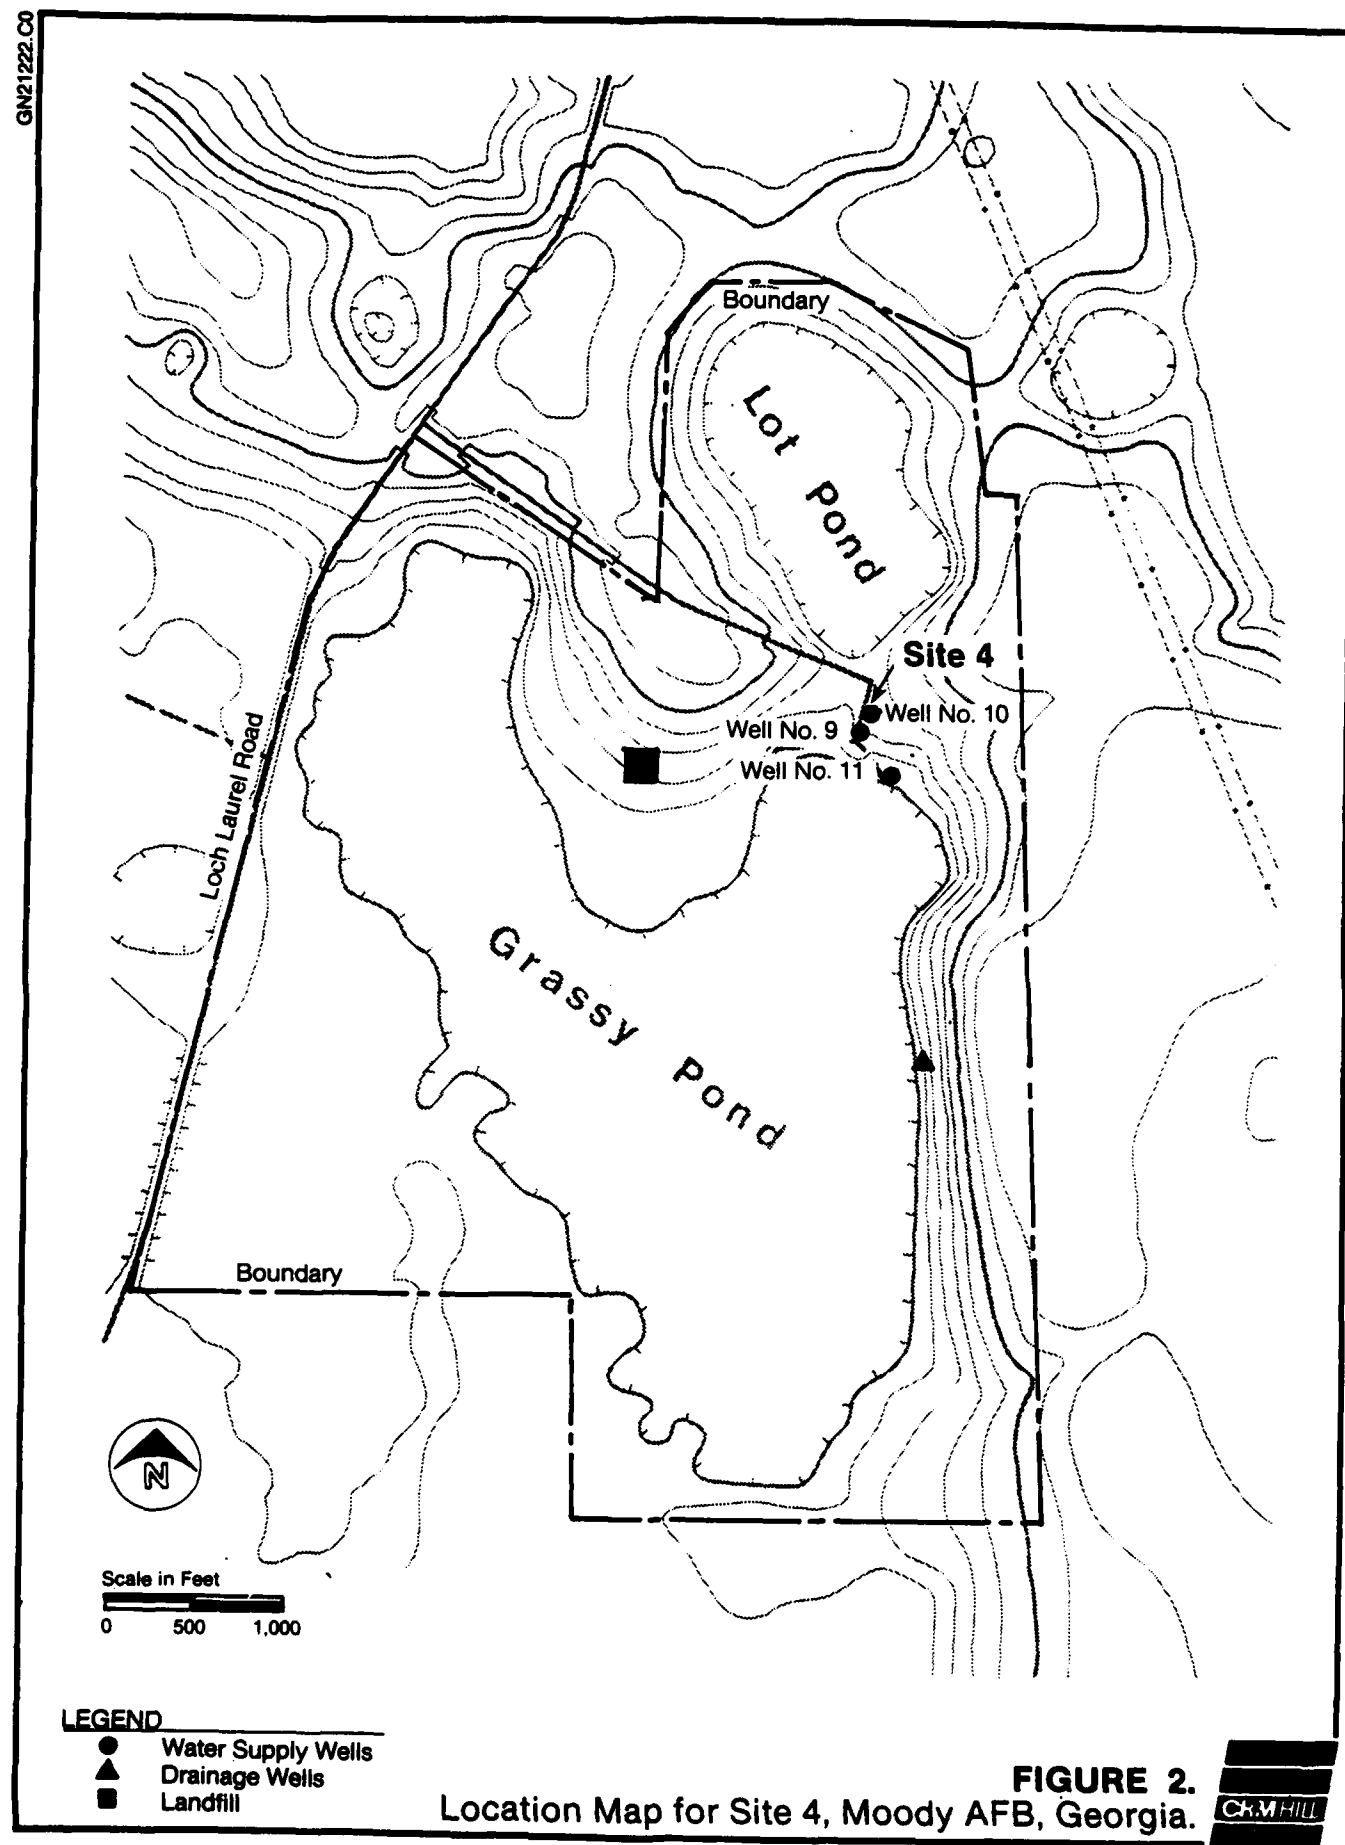 GN21222.C0
Boundary
Lot Pond
Site 4
Well No. 10
Well No. 9
Well No. 11
Loch Laurel Road
Grassy Pond
Boundary
N
Scale in Feet
0 500 1,000
LEGEND
Water Supply Wells
Drainage Wells
Landfill
FIGURE 2.
Location Map for Site 4, Moody AFB, Georgia.
CH2M HILL